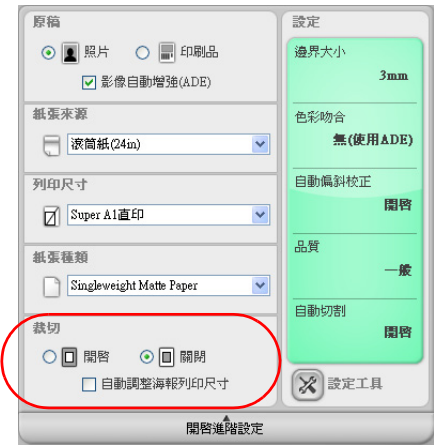 原稿
照片
印刷品
影像自動增強(ADE)
紙張來源
滾筒紙(24in)
列印尺寸
Super A1直印
紙張種類
Singleweight Matte Paper
裁切
開啓
關閉
自動調整海報列印尺寸
設定
邊界大小
3mm
色彩吻合
無(使用ADE)
自動偏斜校正
開啓
品質
一般
自動切割
開啓
設定工具
開啓進階設定